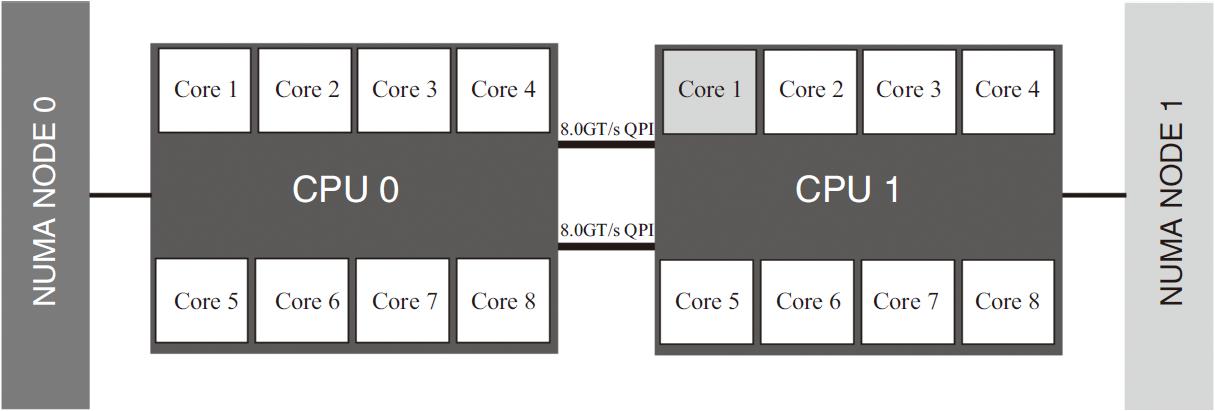 NUMA NODE 0
Core 1
Core 2
Core 3
Core 4
CPU 0
Core 5
Core 6
Core 7
Core 8
8.0GT/s QPI
8.0GT/s QPI
Core 1
Core 2
Core 3
Core 4
CPU 1
Core 5
Core 6
Core 7
Core 8
NUMA NODE 1